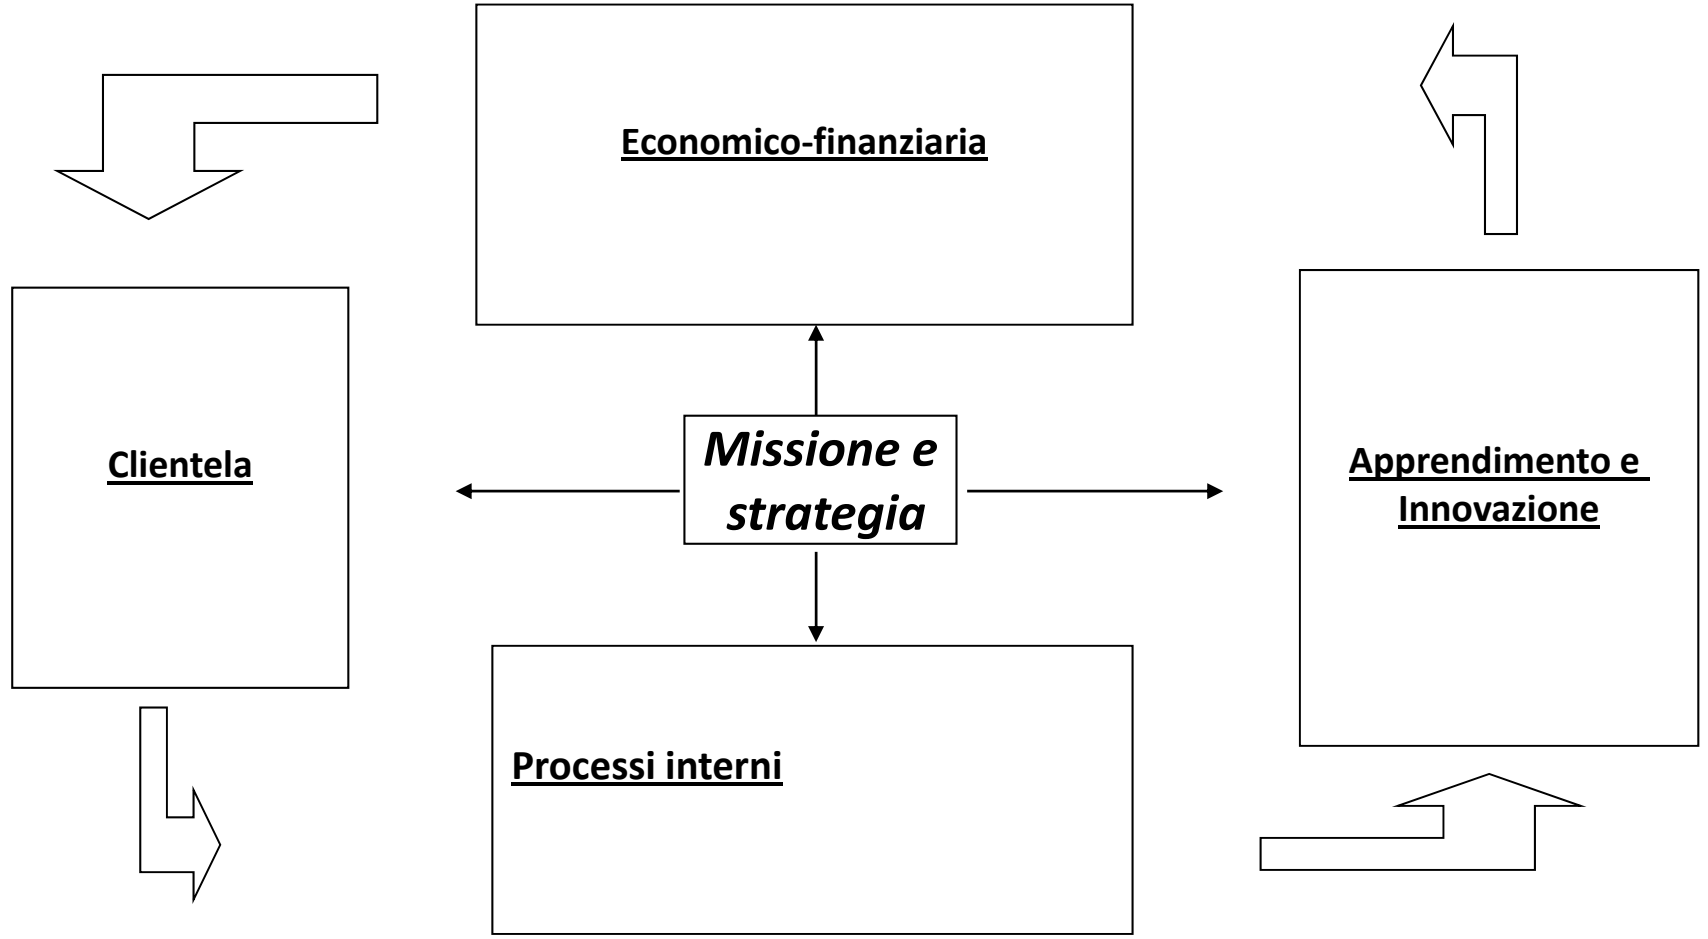 Economico-finanziaria
Clientela
Missione e
strategia
Apprendimento e
Innovazione
Processi interni